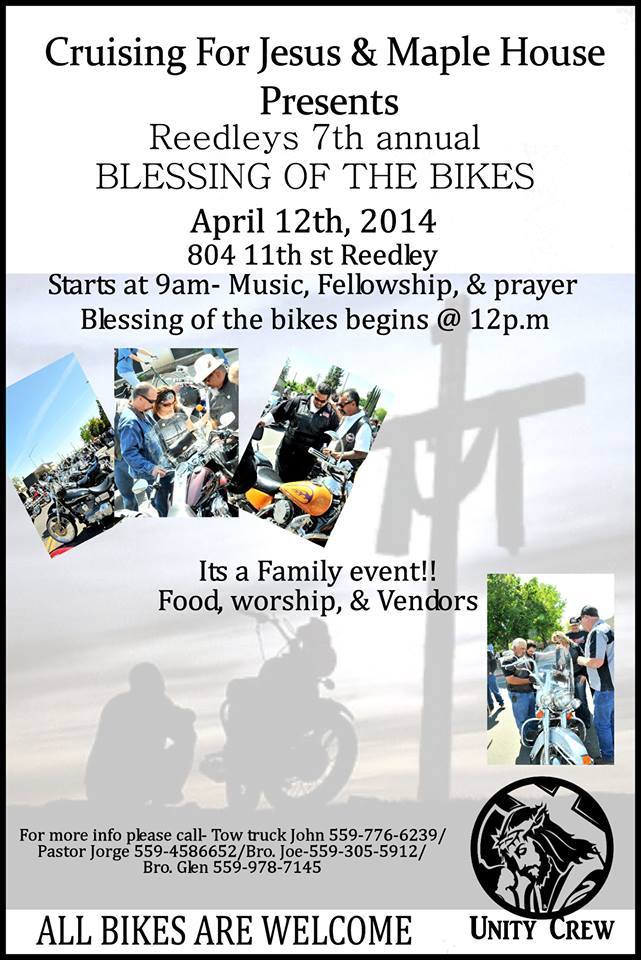 Cruising For Jesus & Maple House
Presents
Reedleys 7th annual
BLESSING OF THE BIKES
April 12th, 2014
804 11th st Reedley
Starts at 9am- Music, Fellowship, & prayer
Blessing of the bikes begins @ 12p.m
Its a Family event!!
Food, worship, & Vendors
For more info please call- Tow truck John 559-776-6239/
Pastor Jorge 559-4586652/Bro. Joe-559-305-5912/
Bro. Glen 559-978-7145
ALL BIKES ARE WELCOME
UNITY CREW